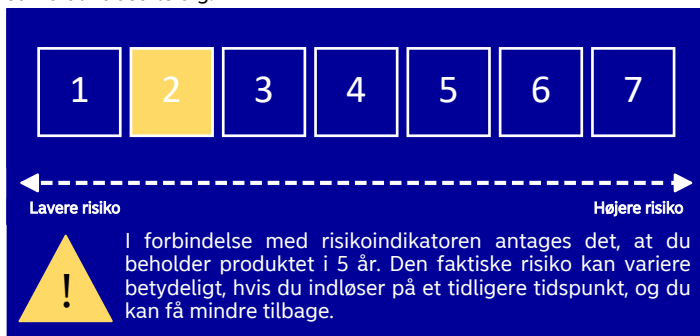 1 2 3 4 5 6 7
Lavere risiko Højere risiko
I forbindelse med risikoindikatoren antages det, at du
beholder produktet i 5 år. Den faktiske risiko kan variere
betydeligt, hvis du indløser på et tidligere tidspunkt, og du
kan få mindre tilbage.
!